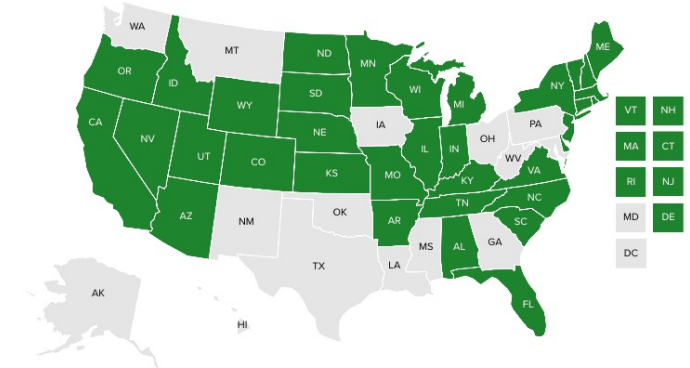 WA
MT
ND
MN
ME
OR
ID
SD
WI
NY
WY
MI
CA
NV
UT
CO
NE
IA
IL
IN
OH
PA
VT NH
MA CT
KS
MO
KY
WV
VA
RI NJ
AZ
NM
OK
AR
TN
NC
SC
MD DE
TX
LA
MS
AL
GA
DC
AK
HI
FL